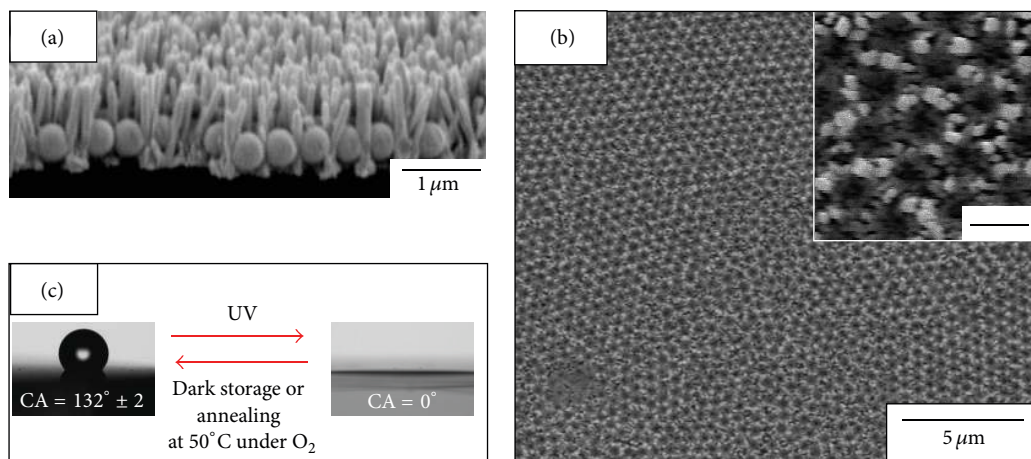 (a)
1 μm
(b)
5 μm
(c)
UV
Dark storage or
annealing
at 50°C under O₂
CA = 132° ± 2
CA = 0°